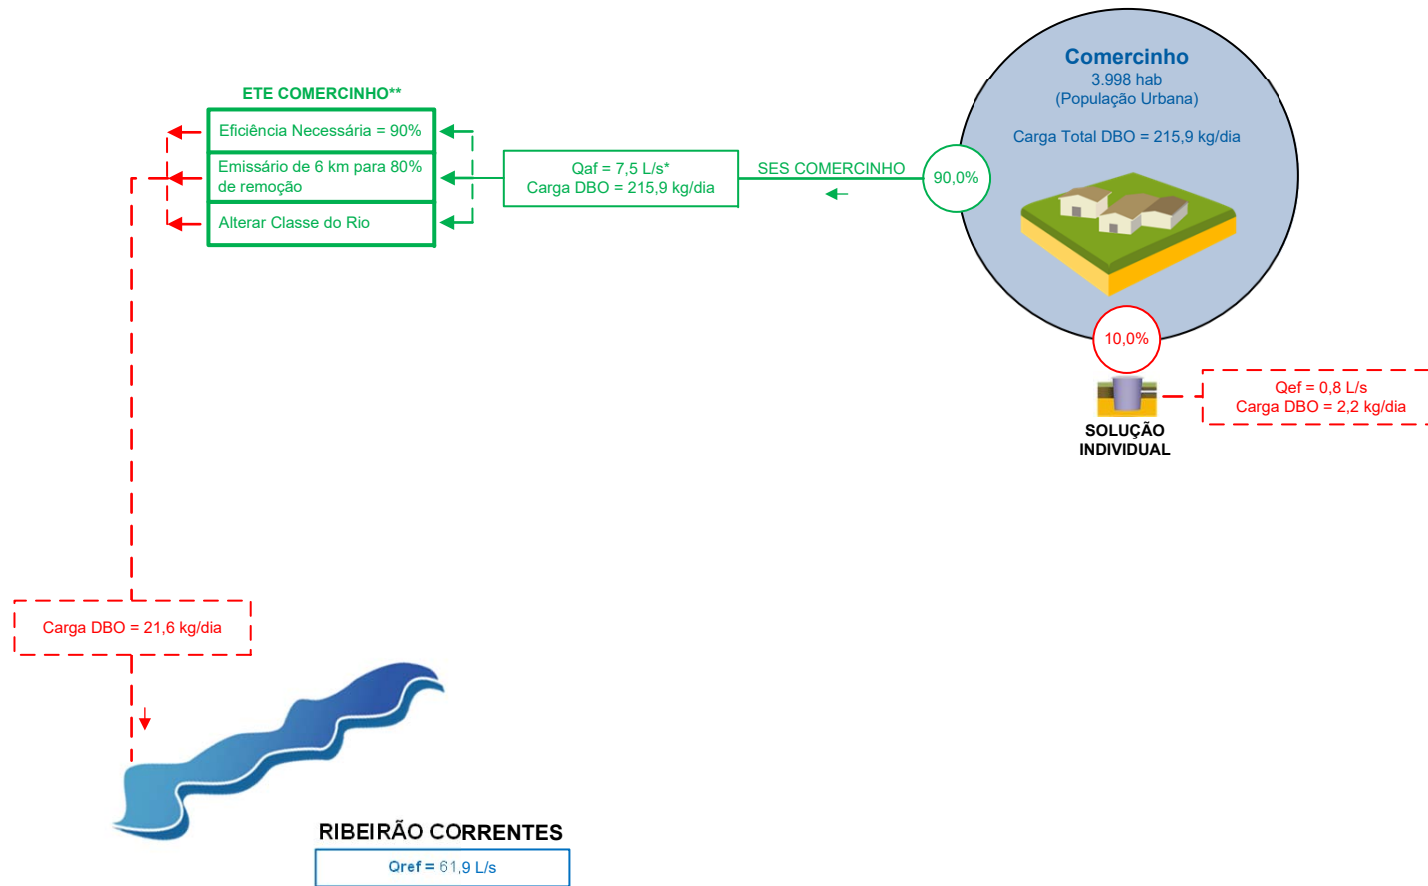 Comercinho
3.998 hab
(População Urbana)
Carga Total DBO = 215,9 kg/dia
ETE COMERCINHO**
Eficiência Necessária = 90%
Emissário de 6 km para 80%
de remoção
Alterar Classe do Rio
Qaf = 7,5 L/s*
Carga DBO = 215,9 kg/dia
SES COMERCINHO
90,0%
10,0%
Qef = 0,8 L/s
Carga DBO = 2,2 kg/dia
SOLUÇÃO
INDIVIDUAL
Carga DBO = 21,6 kg/dia
RIBEIRÃO CORRENTES
Qref = 61,9 L/s